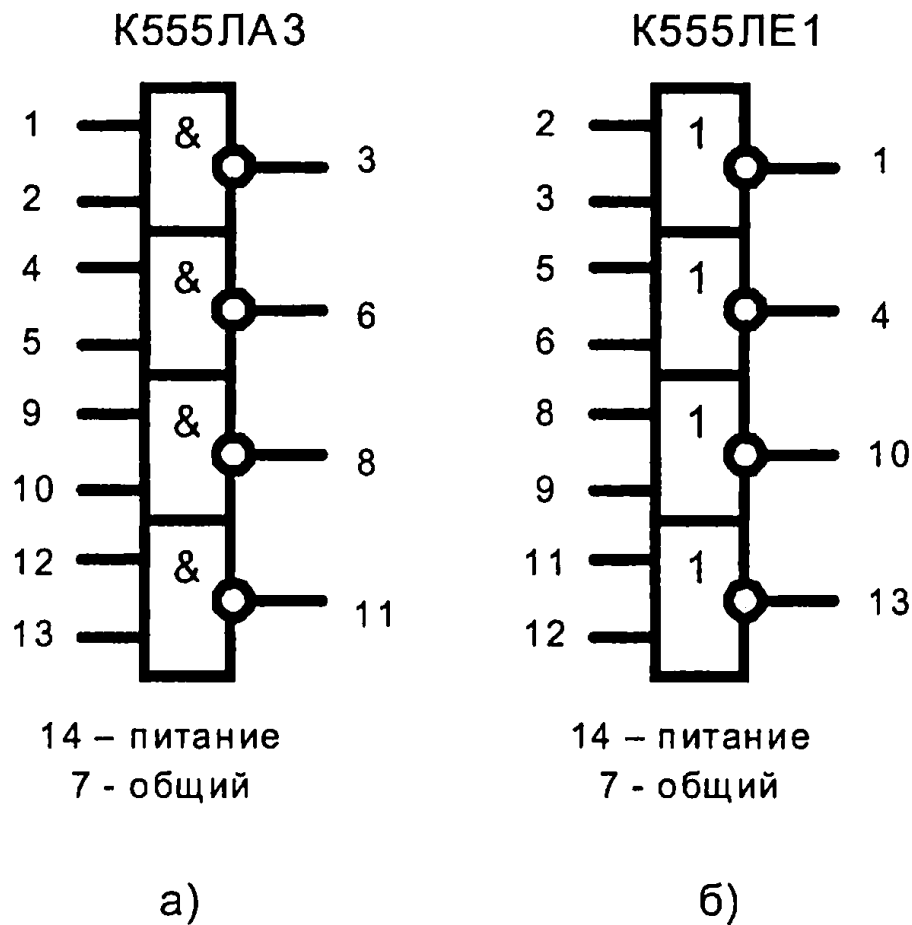 К555ЛА3 К555ЛЕ1
1 & 3 2 1 1
2 3
4 & 6 5 1 4
5 6
9 & 8 8 1 10
10 9
12 & 11 11 1 13
13 12
14 – питание 14 – питание
7 - общий 7 - общий
а) б)